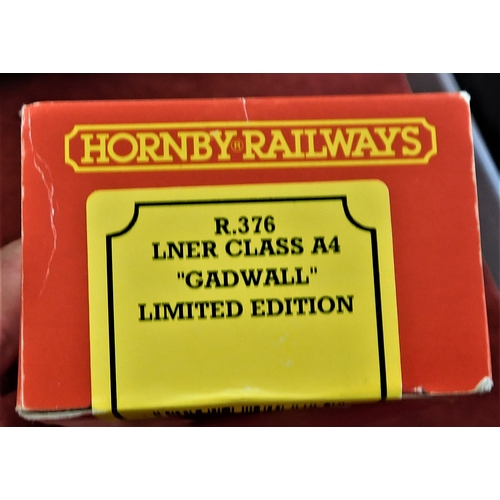 HORNBY® RAILWAYS
R.376
LNER CLASS A4
"GADWALL"
LIMITED EDITION